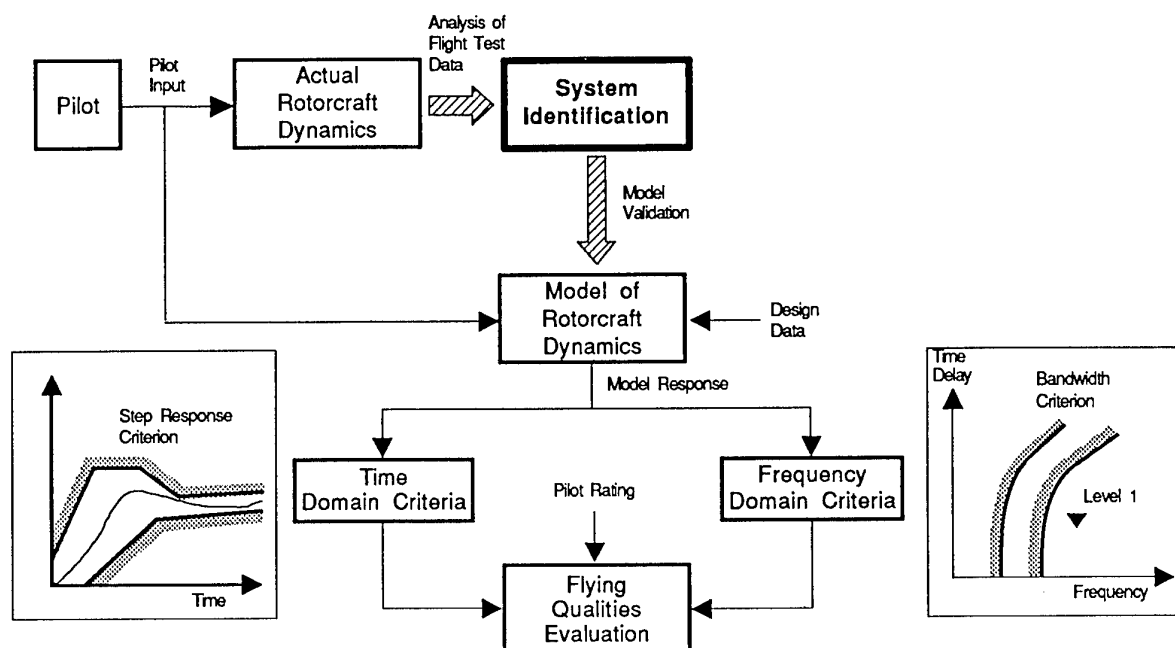 Analysis of
Flight Test
Data
Pilot
Pilot
Input
Actual
Rotorcraft
Dynamics
System
Identification
Model
Validation
Model of
Rotorcraft
Dynamics
Design
Data
Model Response
Step Response
Criterion
Time
Time
Domain Criteria
Pilot Rating
Frequency
Domain Criteria
Flying
Qualities
Evaluation
Time
Delay
Bandwidth
Criterion
Level 1
Frequency